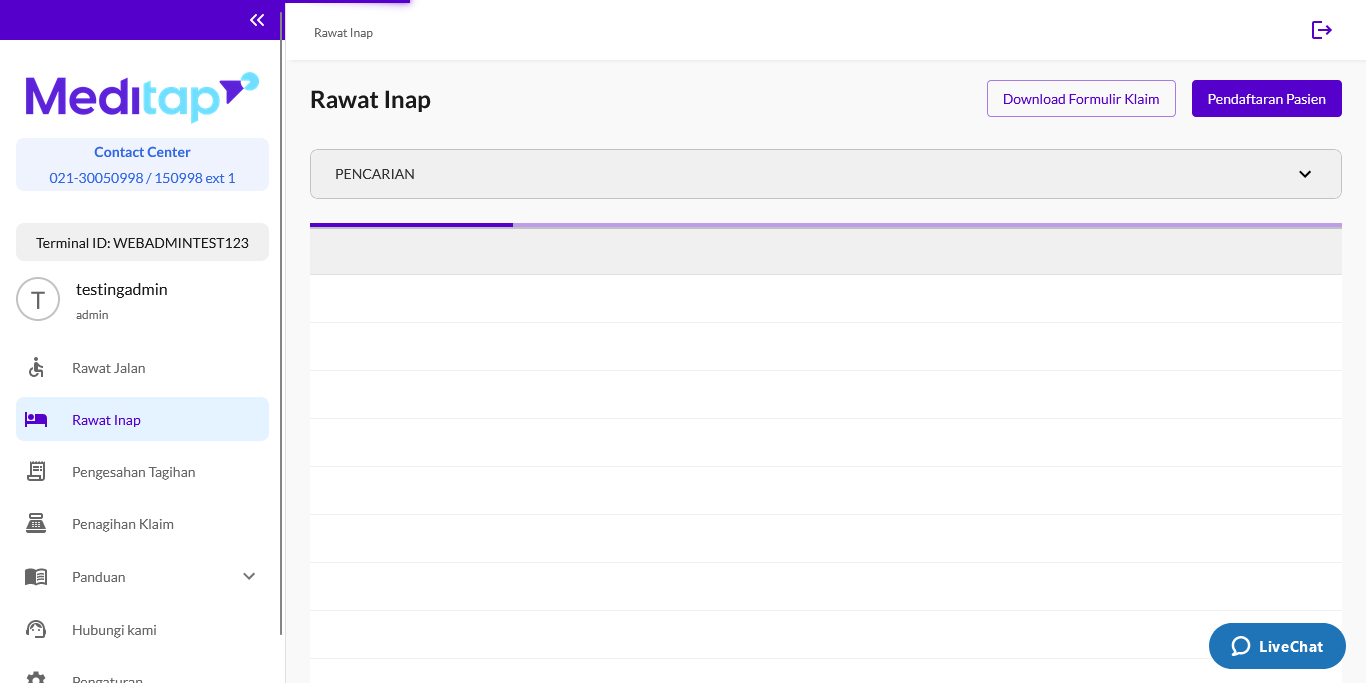 Meditap
Contact Center
021-30050998 / 150998 ext 1
Terminal ID: WEBADMINTEST123
T
testingadmin
admin
Rawat Jalan
Rawat Inap
Pengesahan Tagihan
Penagihan Klaim
Panduan
Hubungi kami
Pengaturan
Rawat Inap
Rawat Inap
Download Formulir Klaim
Pendaftaran Pasien
PENCARIAN
LiveChat